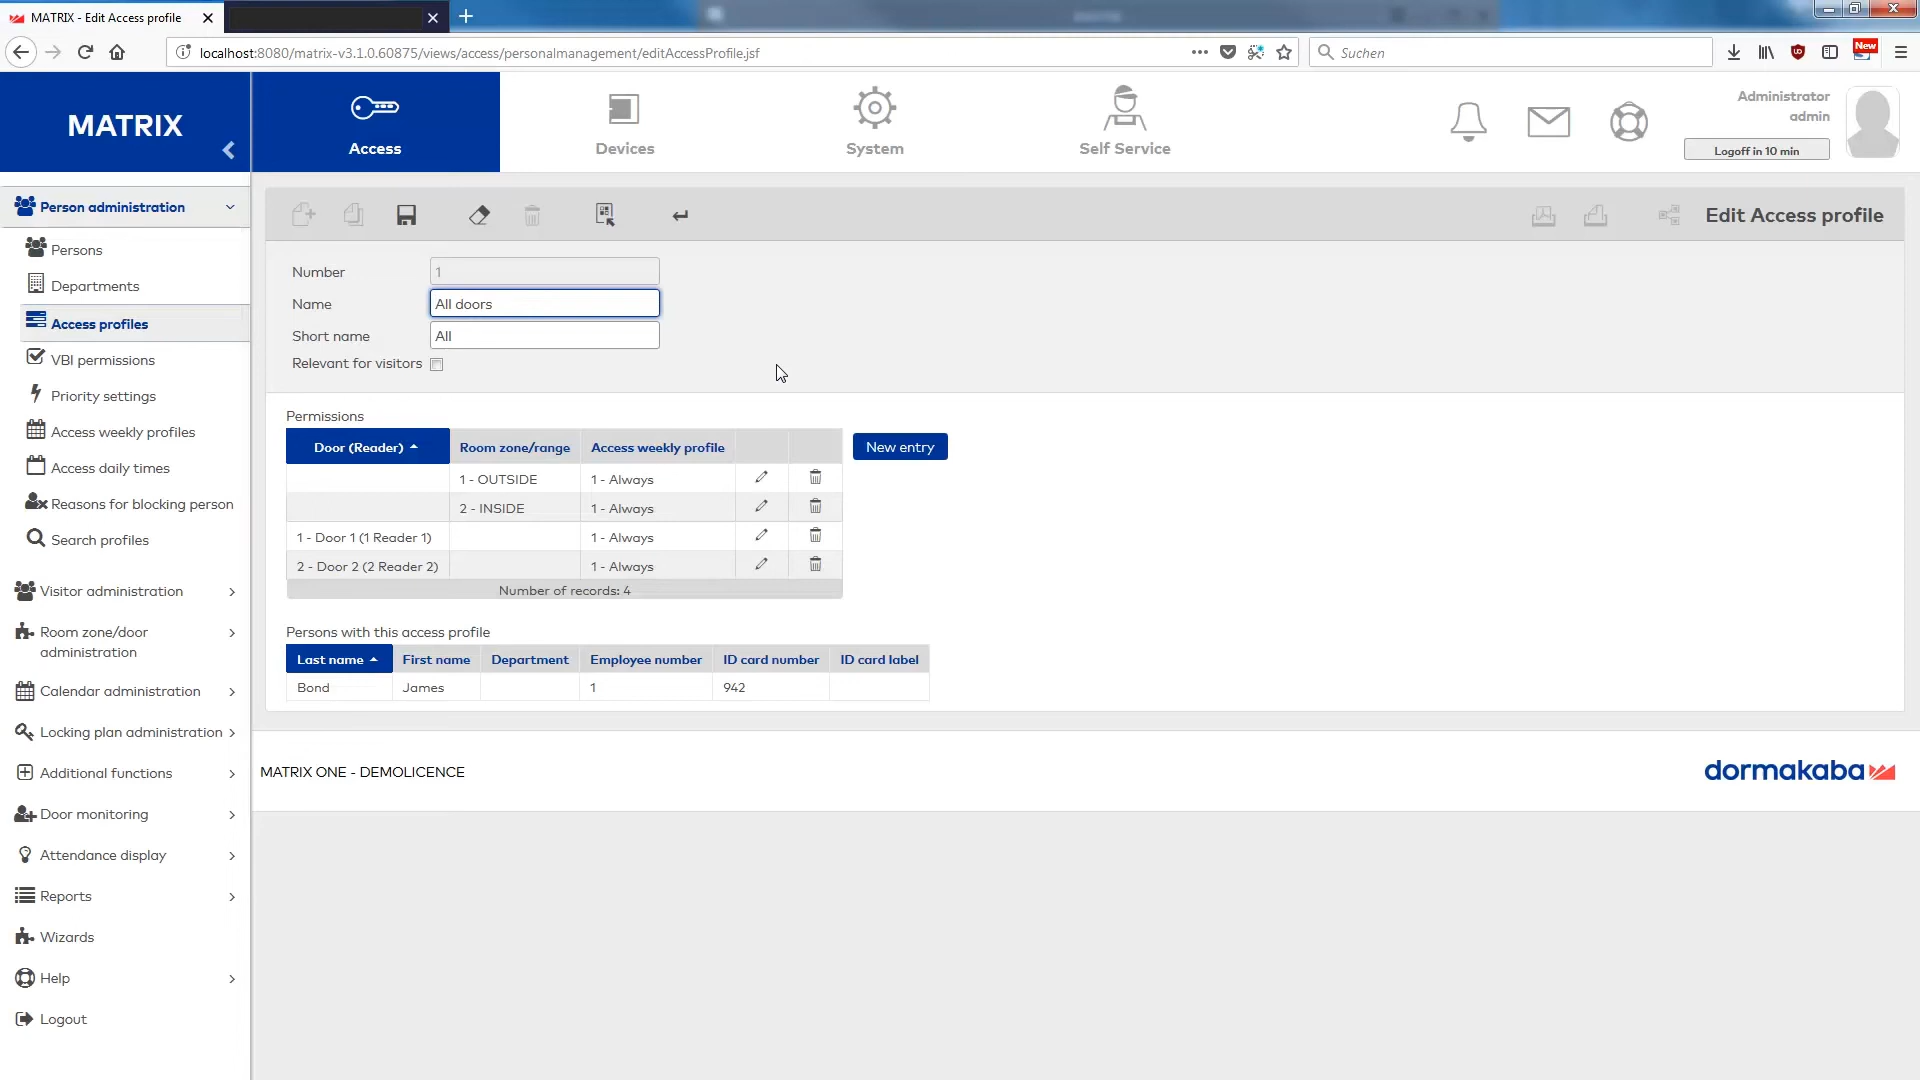 MATRIX - Edit Access profile
localhost:8080/matrix-v3.1.0.60875/views/access/personalmanagement/editAccessProfile.jsf
Suchen
New
MATRIX
Access
Devices
System
Self Service
Administrator
admin
Logoff in 10 min
Person administration
Persons
Departments
Access profiles
VBI permissions
Priority settings
Access weekly profiles
Access daily times
Reasons for blocking person
Search profiles
Visitor administration
Room zone/door
administration
Calendar administration
Locking plan administration
Additional functions
Door monitoring
Attendance display
Reports
Wizards
Help
Logout
Edit Access profile
Number 1
Name All doors
Short name All
Relevant for visitors
Permissions
Door (Reader) Room zone/range Access weekly profile
New entry
1 - OUTSIDE 1 - Always
2 - INSIDE 1 - Always
1 - Door 1 (1 Reader 1) 1 - Always
2 - Door 2 (2 Reader 2) 1 - Always
Number of records: 4
Persons with this access profile
Last name First name Department Employee number ID card number ID card label
Bond James 1 942
MATRIX ONE - DEMOLICENCE
dormakaba